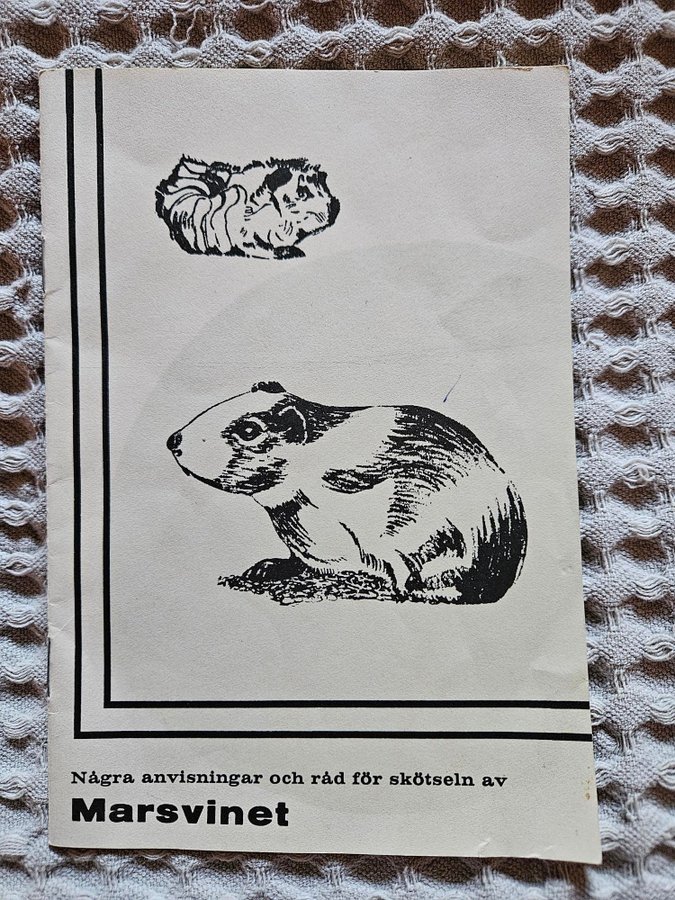 Några anvisningar och råd för skötseln av
Marsvinet